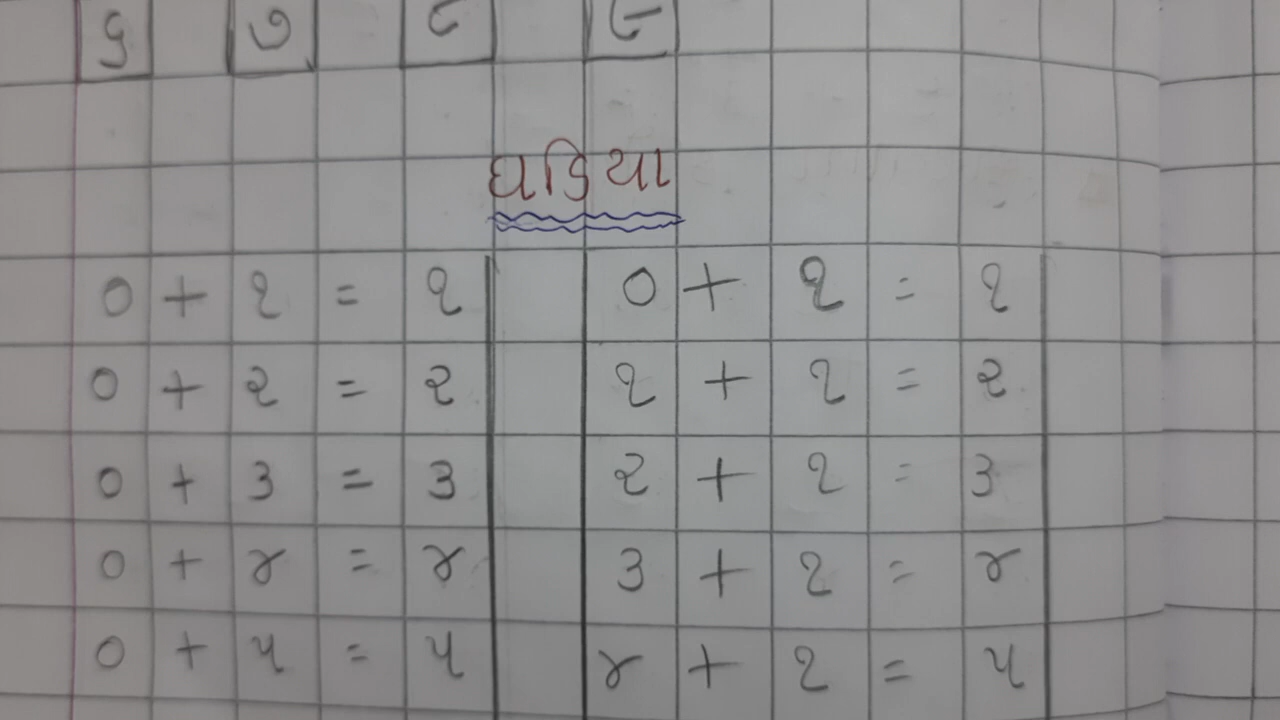 ૬ ૭ ૮ ૯
ઘડિયા
૦ + ૧ = ૧ ૦ + ૧ = ૧
૦ + ૨ = ૨ ૧ + ૧ = ૨
૦ + ૩ = ૩ ૨ + ૧ = ૩
૦ + ૪ = ૪ ૩ + ૧ = ૪
૦ + ૫ = ૫ ૪ + ૧ = ૫